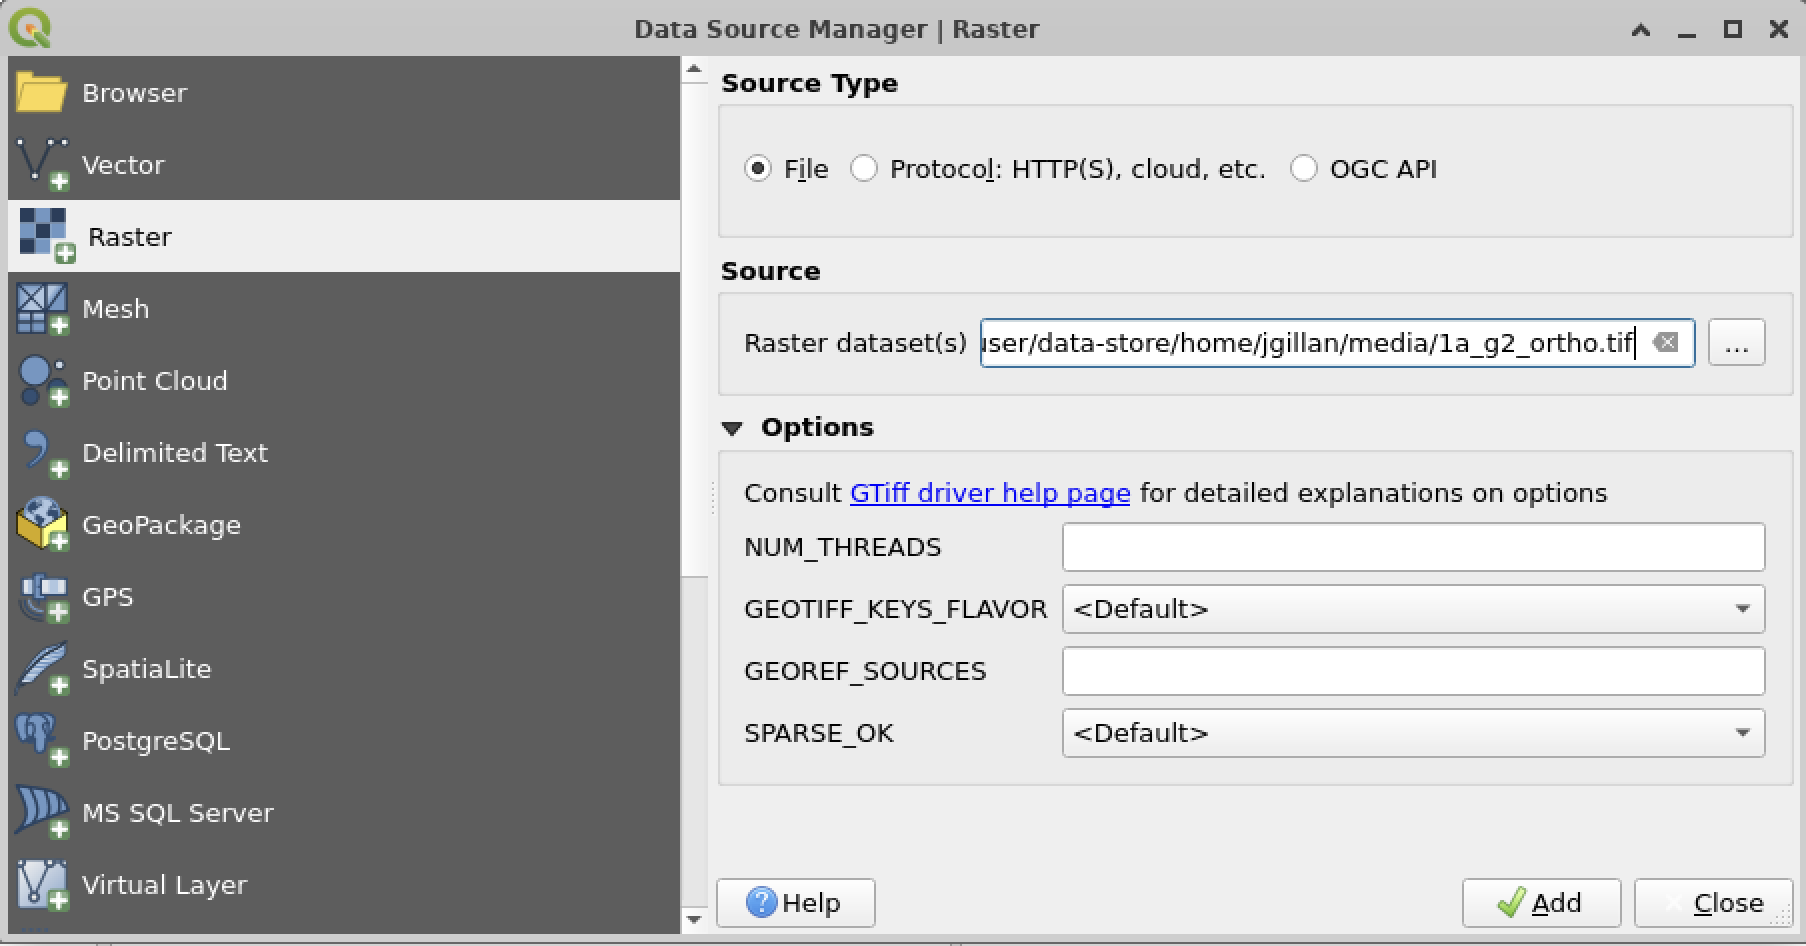 Data Source Manager | Raster
Browser
Vector
Raster
Mesh
Point Cloud
Delimited Text
GeoPackage
GPS
SpatiaLite
PostgreSQL
MS SQL Server
Virtual Layer
Source Type
File Protocol: HTTP(S), cloud, etc. OGC API
Source
Raster dataset(s) user/data-store/home/jgillan/media/1a_g2_ortho.tif ...
Options
Consult GTiff driver help page for detailed explanations on options
NUM_THREADS
GEOTIFF_KEYS_FLAVOR <Default>
GEOREF_SOURCES
SPARSE_OK <Default>
Help Add Close